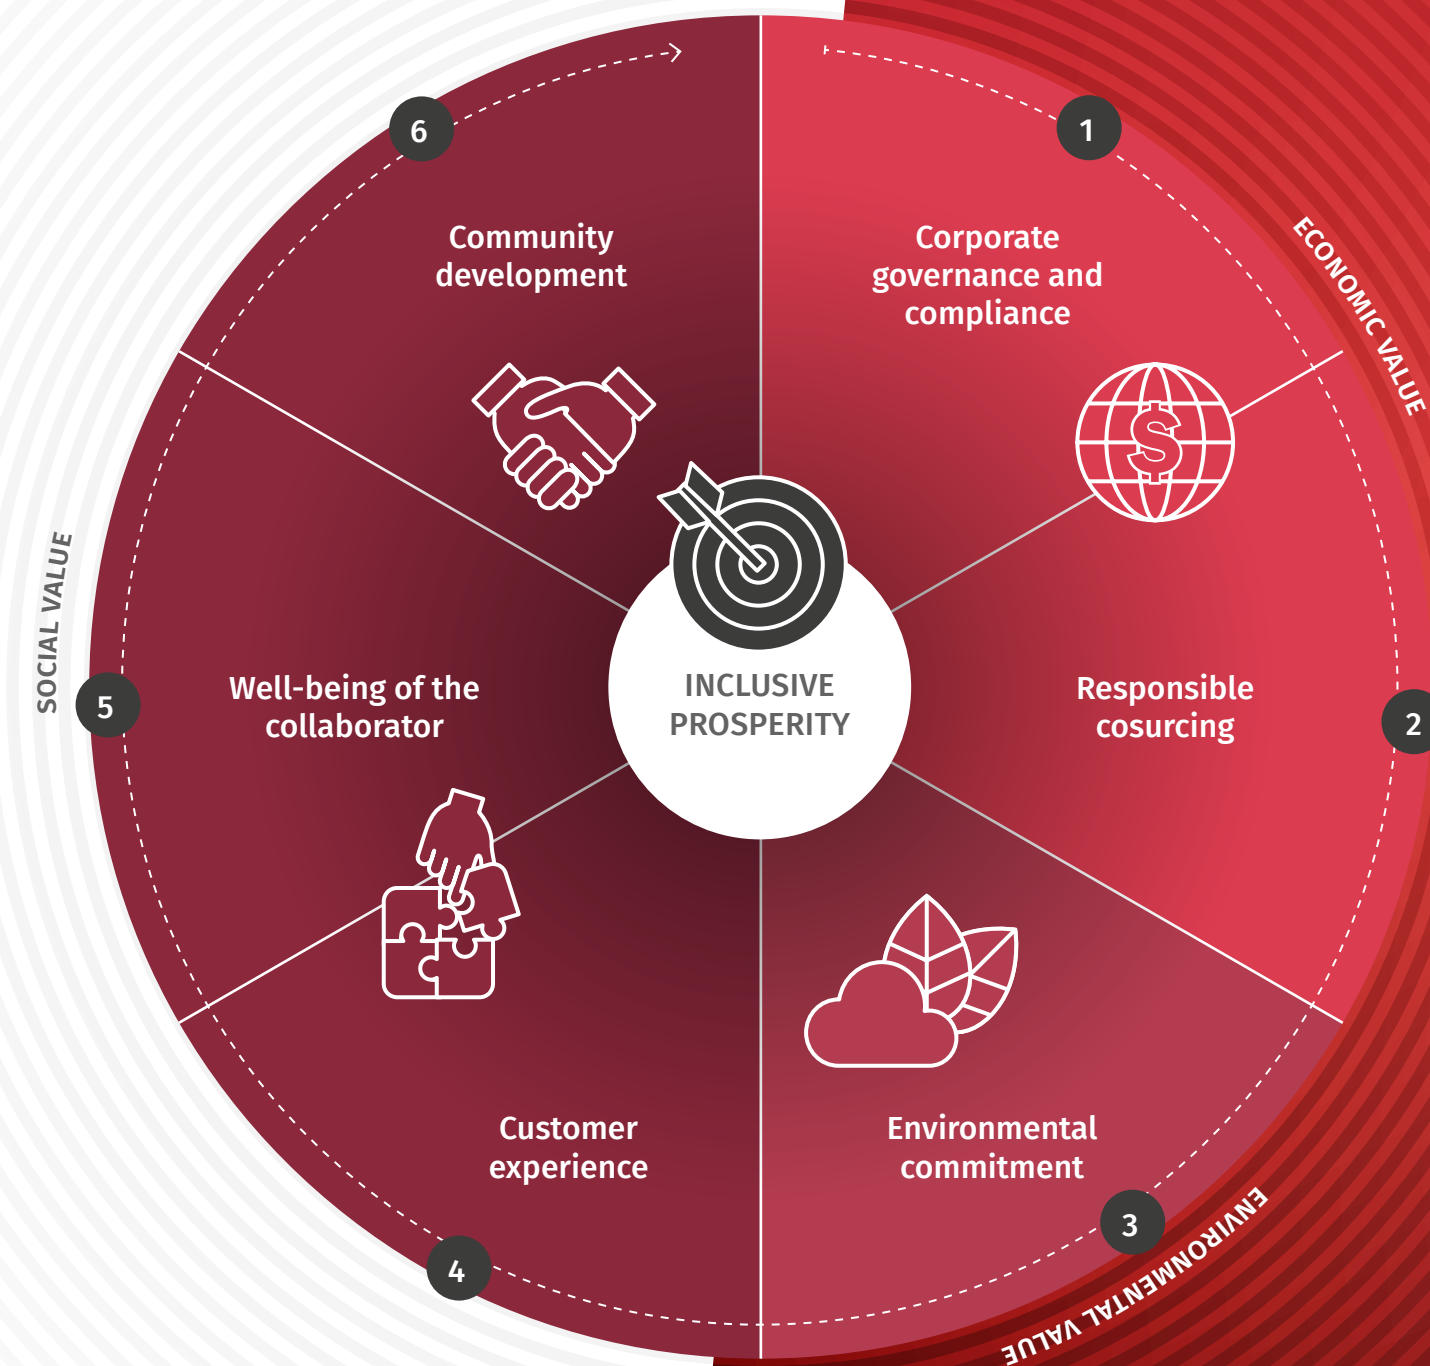 1
Corporate
governance and
compliance
ECONOMIC VALUE
2
Responsible
cosurcing
3
Environmental
commitment
ENVIRONMENTAL VALUE
4
Customer
experience
5
Well-being of the
collaborator
SOCIAL VALUE
6
Community
development
INCLUSIVE
PROSPERITY
$